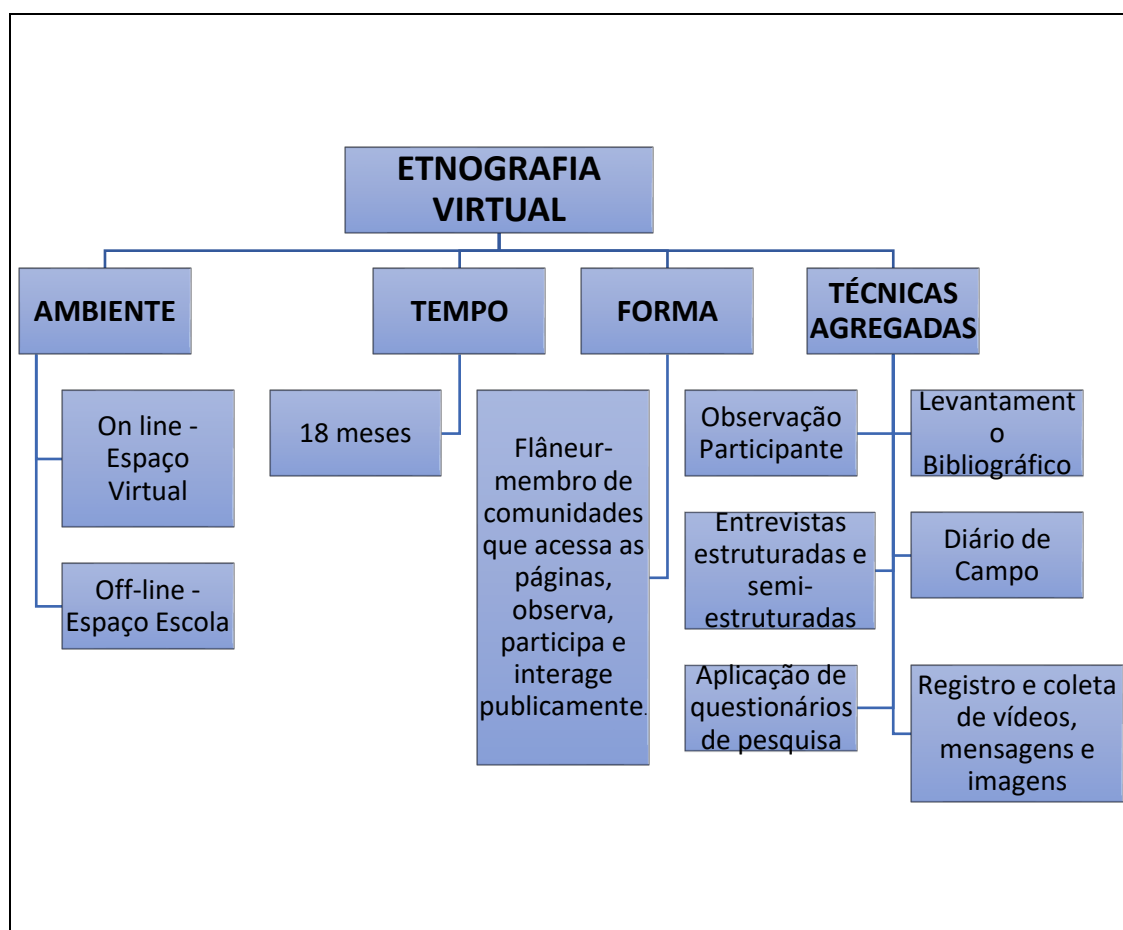 ETNOGRAFIA
VIRTUAL
AMBIENTE
On line -
Espaço
Virtual
Off-line -
Espaço Escola
TEMPO
18 meses
FORMA
Flâneur-
membro de
comunidades
que acessa as
páginas,
observa,
participa e
interage
publicamente.
TÉCNICAS
AGREGADAS
Observação
Participante
Levantament
o
Bibliográfico
Entrevistas
estruturadas e
semi-
estruturadas
Diário de
Campo
Aplicação de
questionários
de pesquisa
Registro e coleta
de vídeos,
mensagens e
imagens